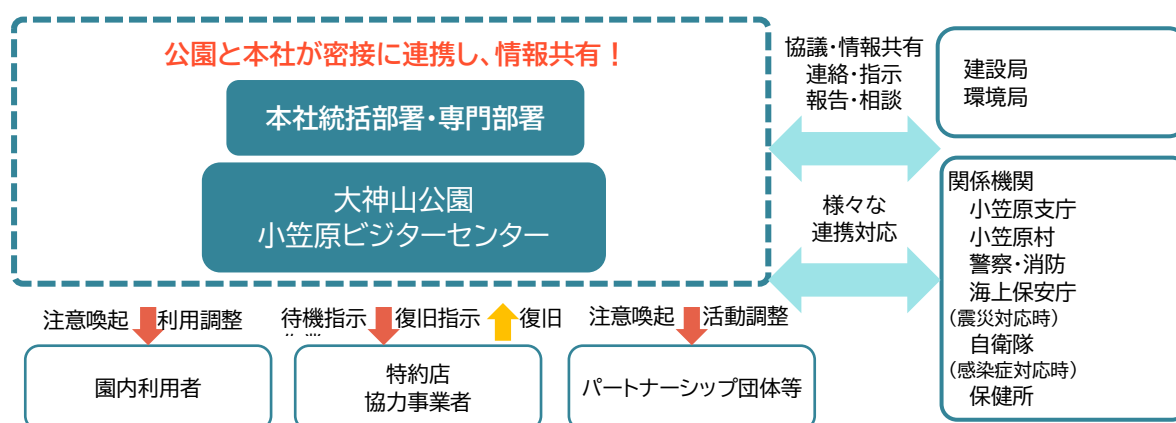 公園と本社が密接に連携し、情報共有！
本社統括部署・専門部署
大神山公園
小笠原ビジターセンター
協議・情報共有
連絡・指示
報告・相談
様々な
連携対応
建設局
環境局
関係機関
小笠原支庁
小笠原村
警察・消防
海上保安庁
(震災対応時)
自衛隊
(感染症対応時)
保健所
注意喚起
利用調整
待機指示
復旧指示
復旧
注意喚起
活動調整
園内利用者
特約店
協力事業者
パートナーシップ団体等